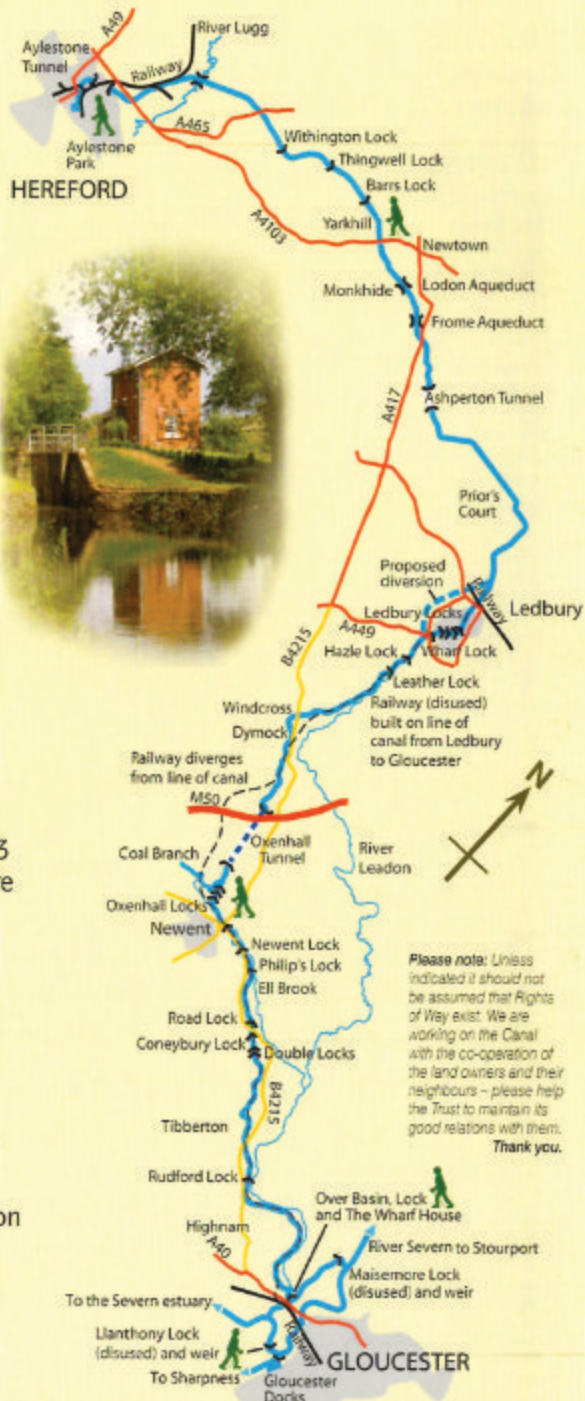 A49
River Lugg
Aylestone
Tunnel
Railway
A465
Aylestone
Park
HEREFORD
Withington Lock
Thingwell Lock
Barrs Lock
A4103
Yarkhill
Newtown
Monkhide
Lodon Aqueduct
Frome Aqueduct
A417
Ashperton Tunnel
Prior's
Court
Proposed
diversion
Railway
Ledbury
Ledbury Locks
A449
Hazle Lock
Wharf Lock
B4215
Leather Lock
Railway (disused)
built on line of
canal from Ledbury
to Gloucester
Windcross
Dymock
Railway diverges
from line of canal
M50
N
3
Coal Branch
Oxenhall
Tunnel
River
Leadon
Oxenhall Locks
Newent
Newent Lock
Philip's Lock
Ell Brook
Please note: Unless
indicated it should not
be assumed that Rights
of Way exist. We are
working on the Canal
with the co-operation of
the land owners and their
neighbours – please help
the Trust to maintain its
good relations with them.
Thank you.
Road Lock
Coneybury Lock
Double Locks
B4215
Tibberton
Rudford Lock
on
Over Basin, Lock
and The Wharf House
Highnam
A40
River Severn to Stourport
Maisemore Lock
(disused) and weir
To the Severn estuary
Llanthony Lock
(disused) and weir
Railway
GLOUCESTER
To Sharpness
Gloucester
Docks